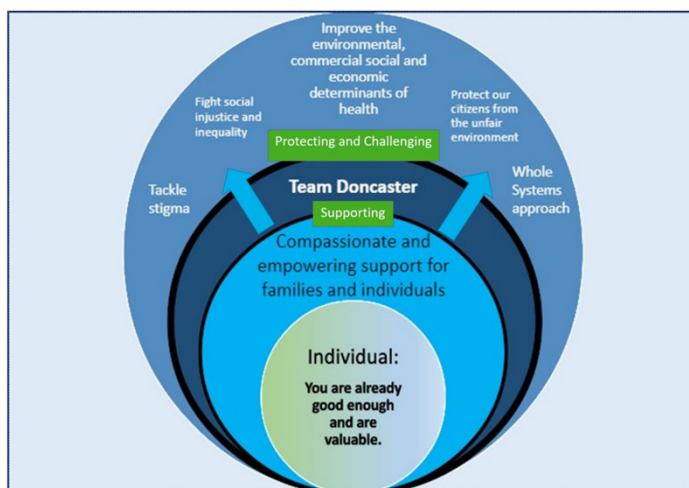 Improve the
environmental,
commercial social and
economic
determinants of
health
Fight social
injustice and
inequality
Protect our
citizens from
the unfair
environment
Protecting and Challenging
Tackle
stigma
Team Doncaster
Whole
Systems
approach
Supporting
Compassionate and
empowering support for
families and individuals
Individual:
You are already
good enough
and are
valuable.